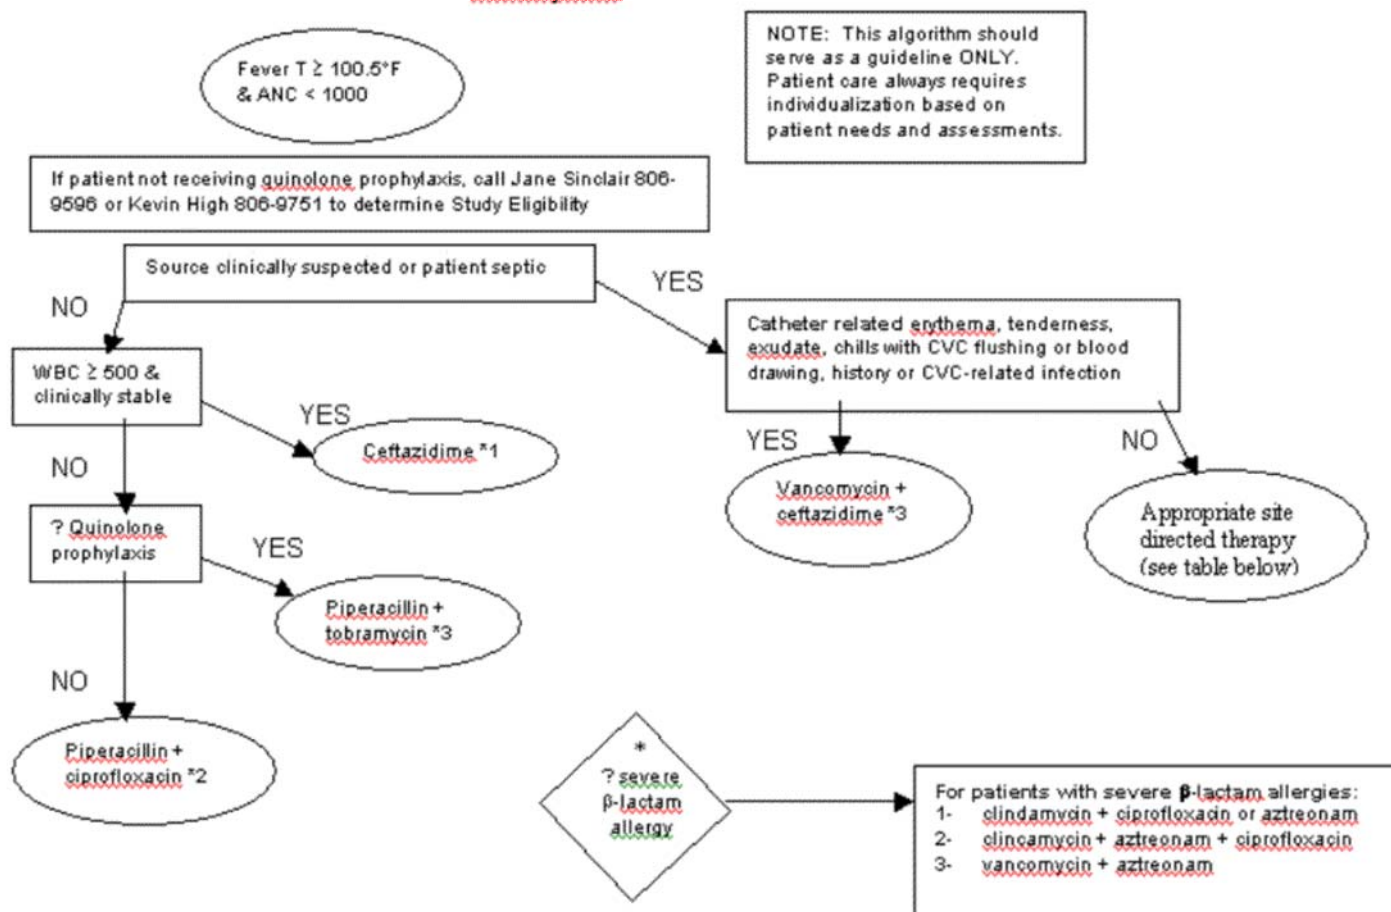 Fever T ≥ 100.5°F
& ANC < 1000
NOTE: This algorithm should
serve as a guideline ONLY.
Patient care always requires
individualization based on
patient needs and assessments.
If patient not receiving quinolone prophylaxis, call Jane Sinclair 806-
9596 or Kevin High 806-9751 to determine Study Eligibility
Source clinically suspected or patient septic
NO
YES
WBC ≥ 500 &
clinically stable
Catheter related erythema, tenderness,
exudate, chills with CVC flushing or blood
drawing, history or CVC-related infection
YES
Ceftazidime *1
NO
YES
NO
Vancomycin +
ceftazidime *3
Appropriate site
directed therapy
(see table below)
? Quinolone
prophylaxis
YES
Piperacillin +
tobramycin *3
NO
Piperacillin +
ciprofloxacin *2
*
? severe
β-lactam
allergy
For patients with severe β-lactam allergies:
1- clindamycin + ciprofloxacin or aztreonam
2- clincamycin + aztreonam + ciprofloxacin
3- vancomycin + aztreonam